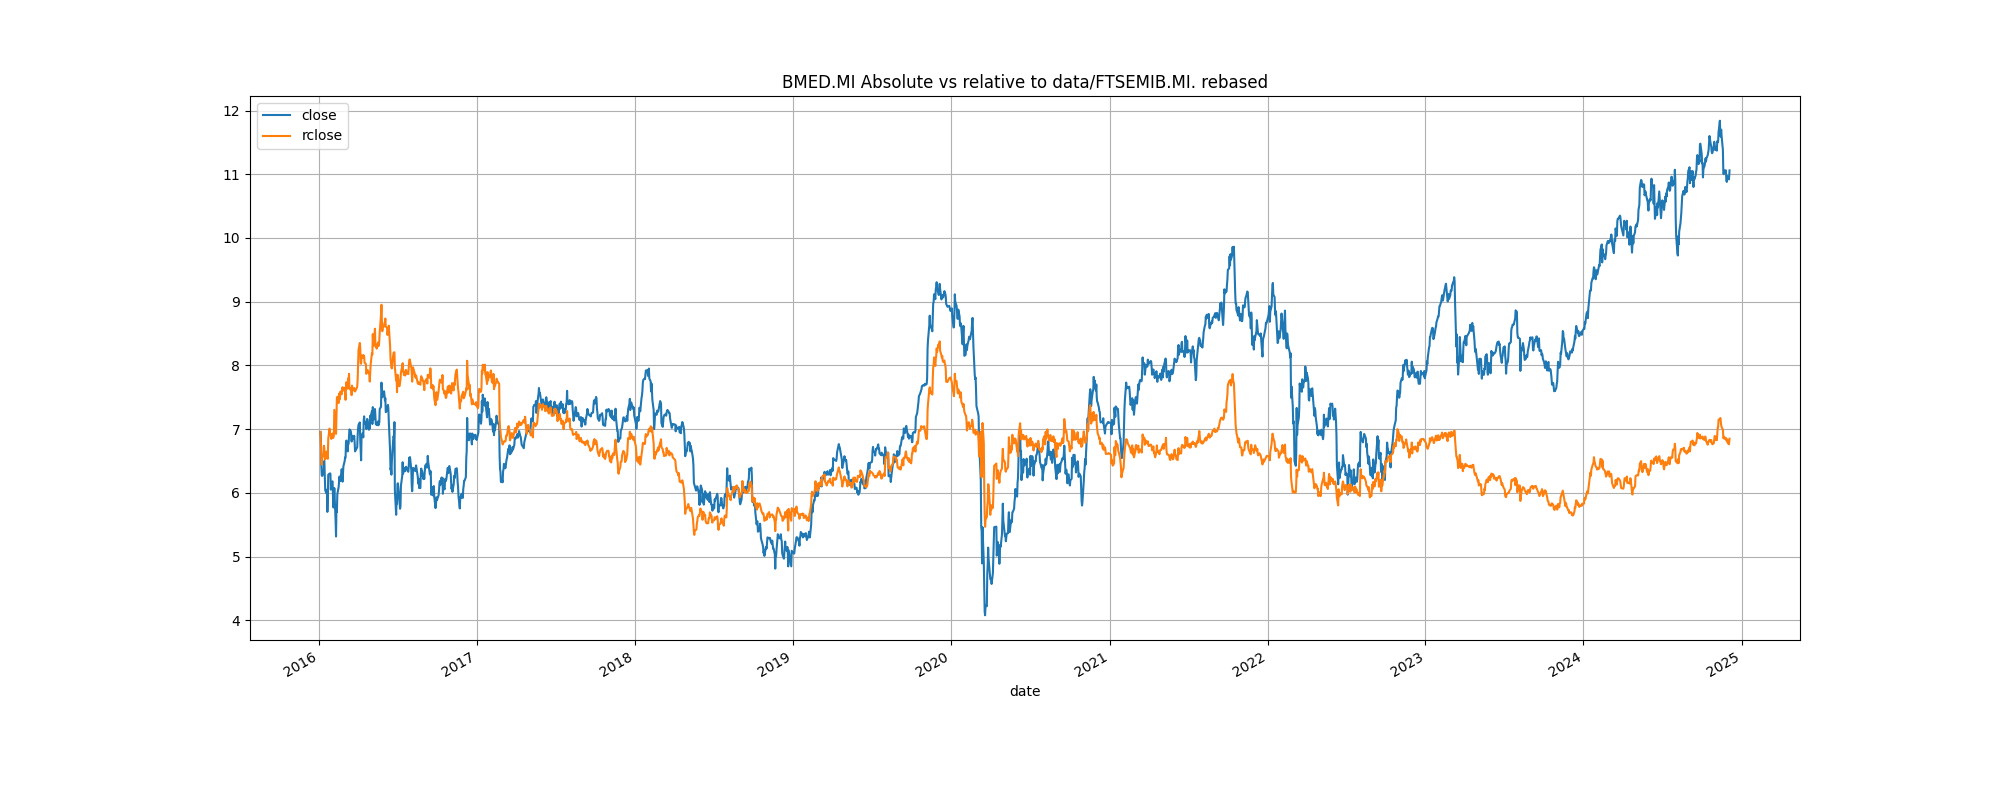 BMED.MI Absolute vs relative to data/FTSEMIB.MI. rebased
close
rclose
12
11
10
9
8
7
6
5
4
2016 2017 2018 2019 2020 2021 2022 2023 2024 2025
date